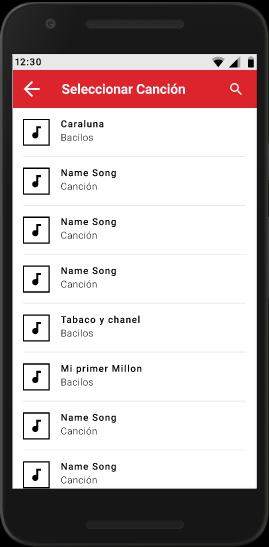 12:30
Seleccionar Canción
Caraluna
Bacilos
Name Song
Canción
Name Song
Canción
Name Song
Canción
Tabaco y chanel
Bacilos
Mi primer Millon
Bacilos
Name Song
Canción
Name Song
Canción